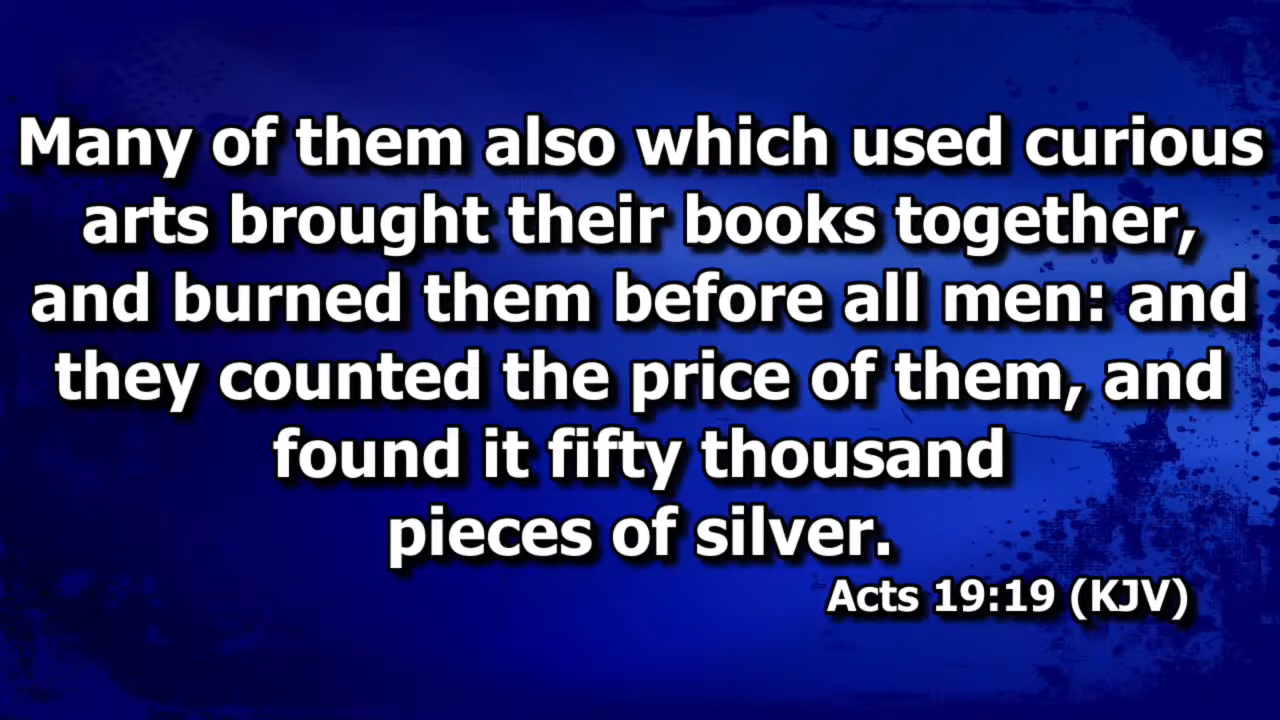 Many of them also which used curious
arts brought their books together,
and burned them before all men: and
they counted the price of them, and
found it fifty thousand
pieces of silver.
Acts 19:19 (KJV)